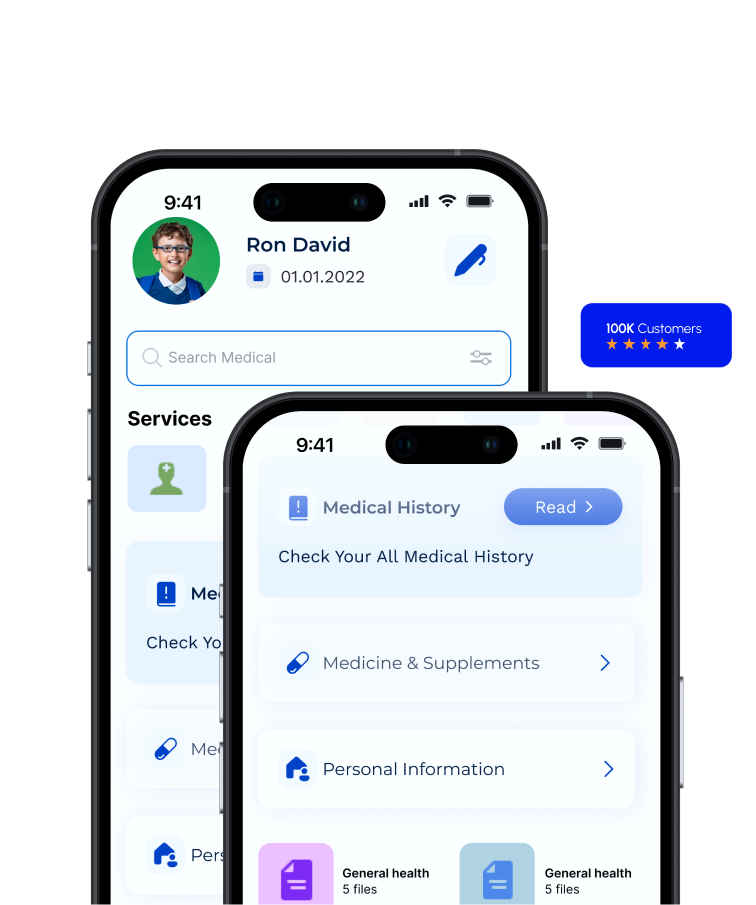 9:41
Ron David
01.01.2022
100K Customers
Search Medical
Services
9:41
Medical History
Read
Check Your All Medical History
Me
Check Yo
Medicine & Supplements
Med
Personal Information
Pers
General health
5 files
General health
5 files